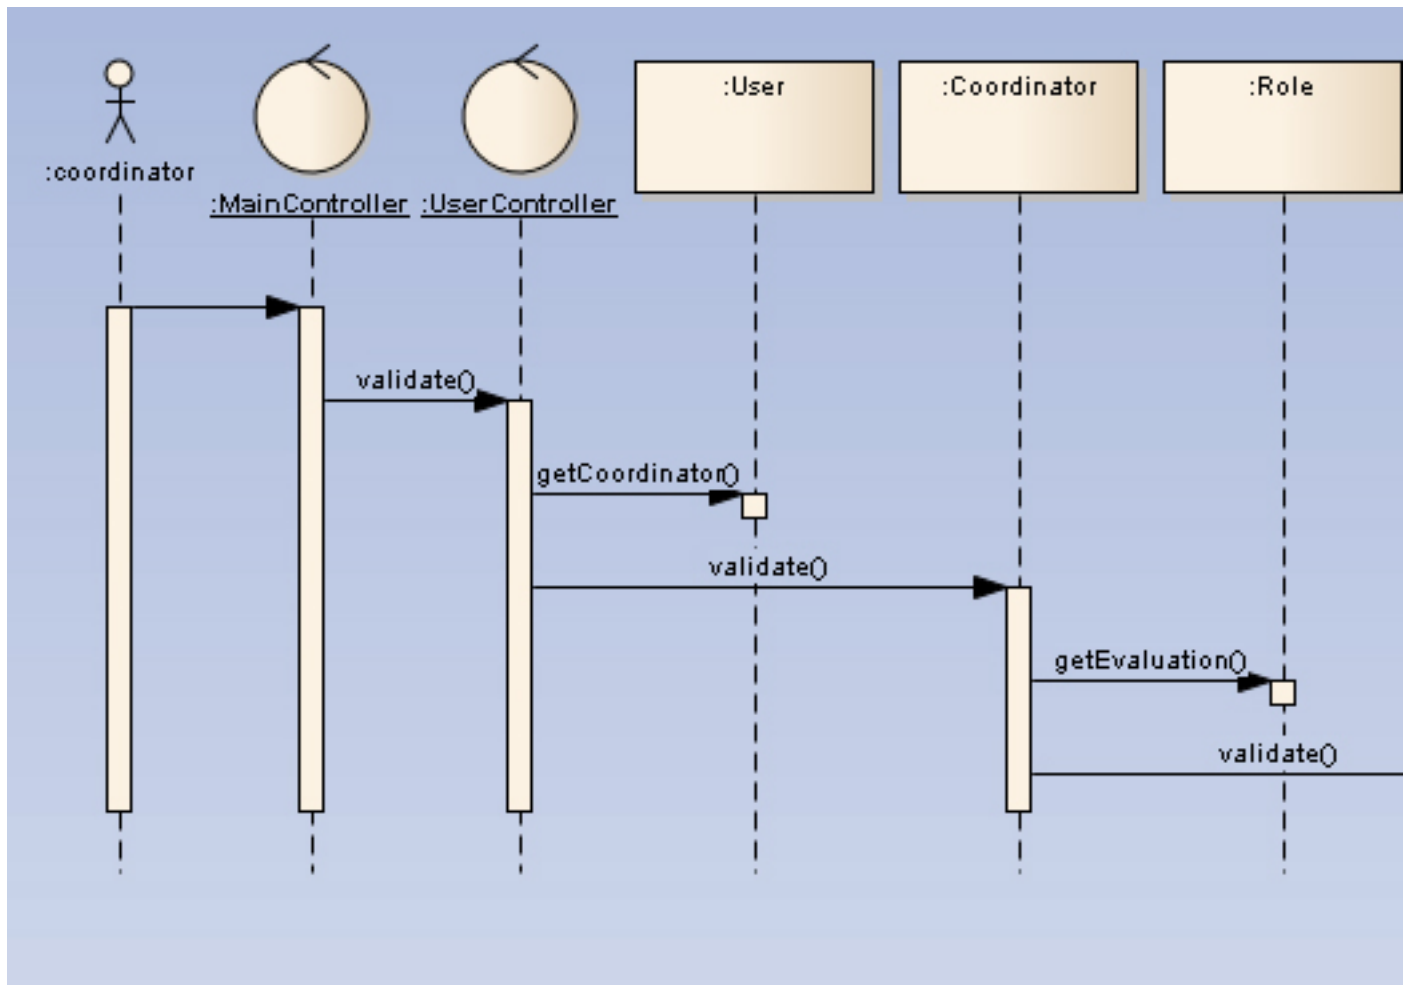 :coordinator
:MainController
:UserController
:User
:Coordinator
:Role
validate()
getCoordinator()
validate()
getEvaluation()
validate()